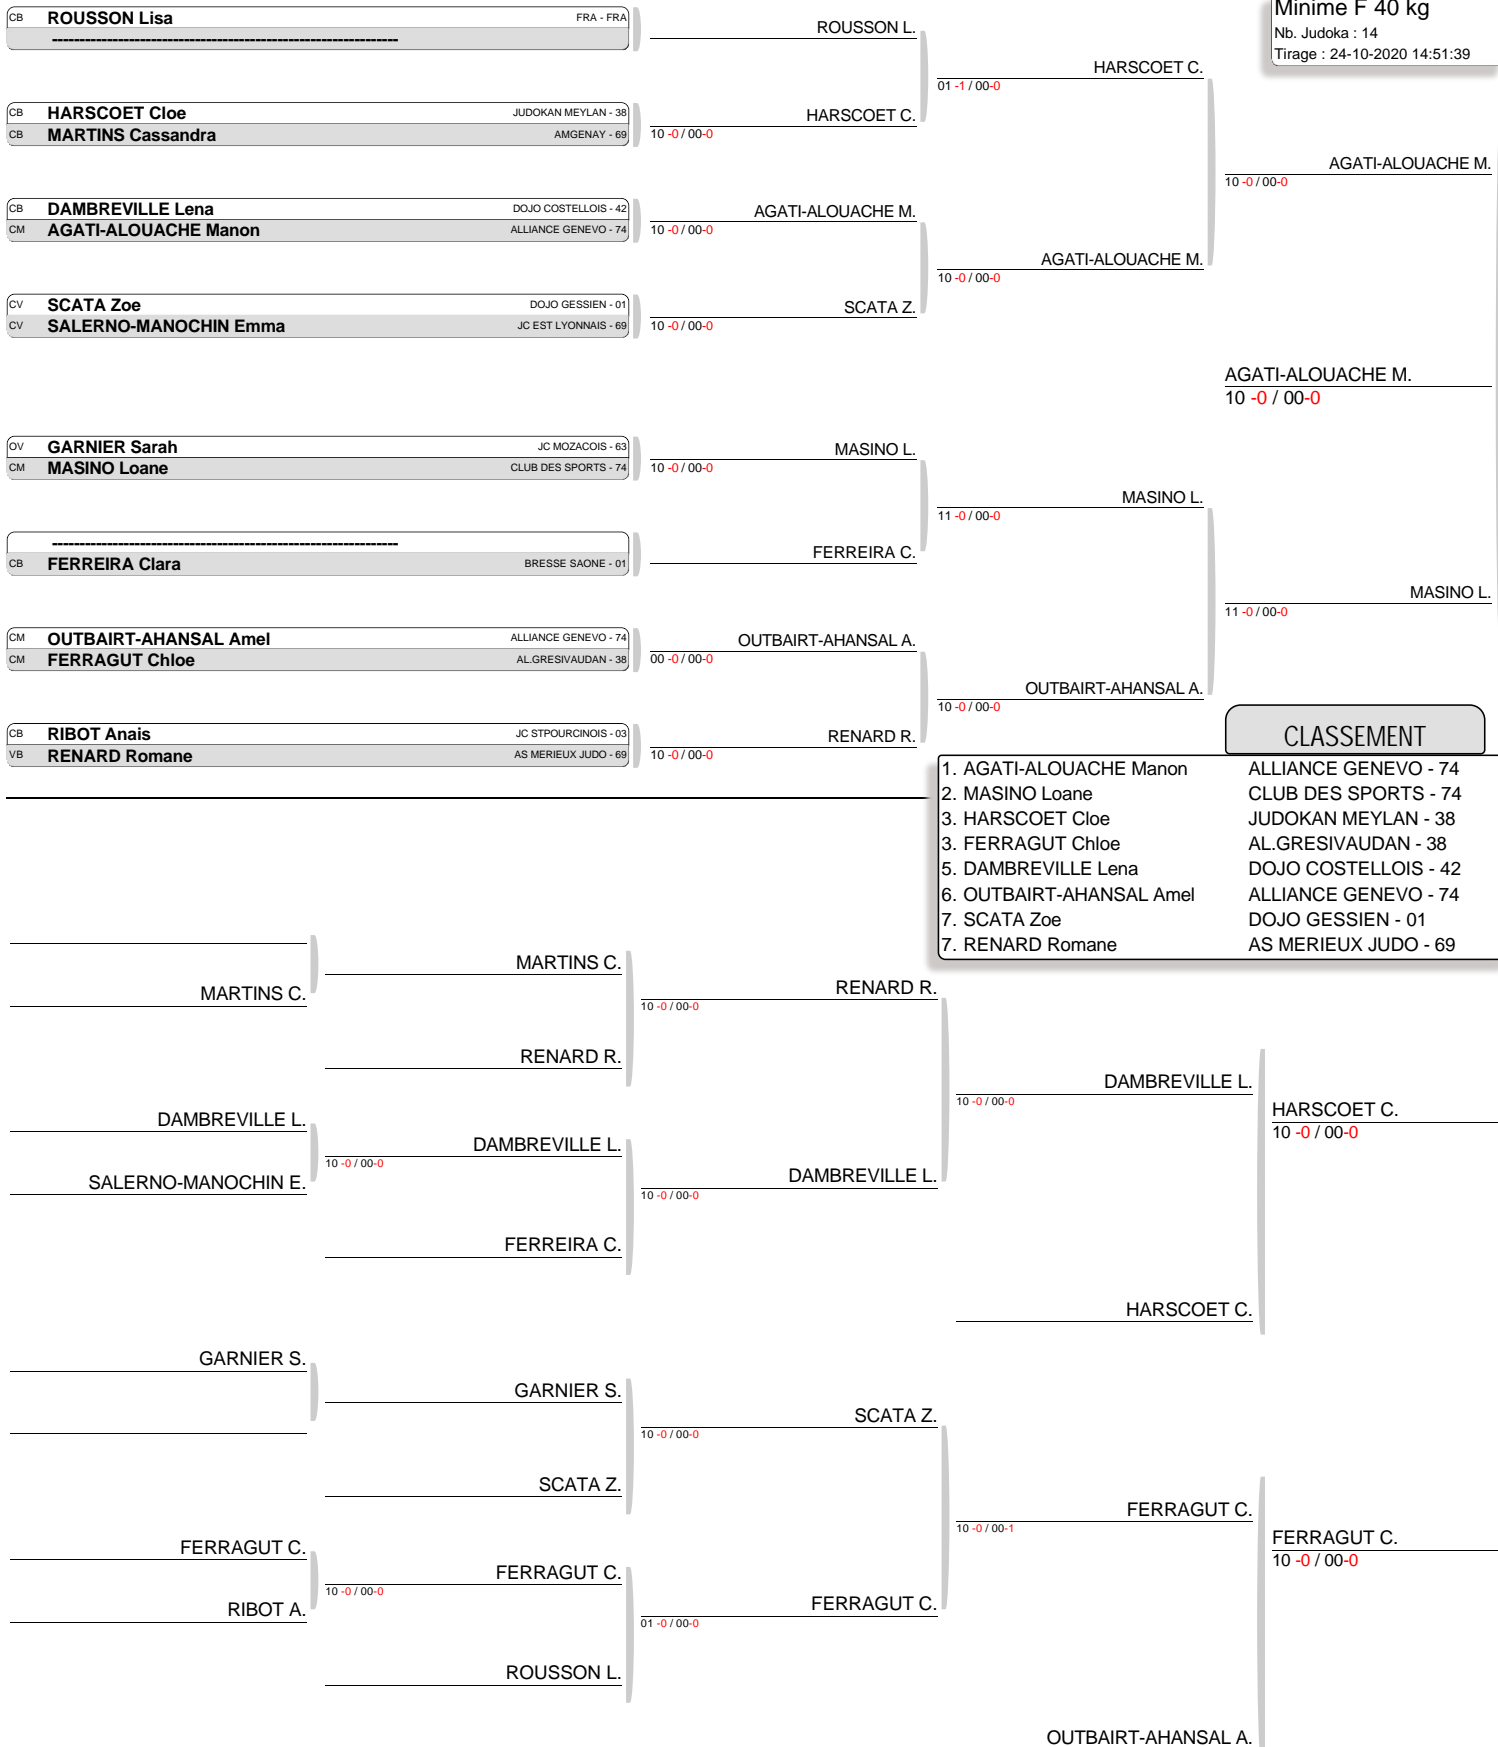 Minime F 40 kg
Nb. Judoka : 14
Tirage : 24-10-2020 14:51:39
CB ROUSSON Lisa FRA - FRA
----------------------------------------------------------------
CB HARSCOET Cloe JUDOKAN MEYLAN - 38
CB MARTINS Cassandra AMGENAY - 69
CB DAMBREVILLE Lena DOJO COSTELLOIS - 42
CM AGATI-ALOUACHE Manon ALLIANCE GENEVO - 74
CV SCATA Zoe DOJO GESSIEN - 01
CV SALERNO-MANOCHIN Emma JC EST LYONNAIS - 69
OV GARNIER Sarah JC MOZACOIS - 63
CM MASINO Loane CLUB DES SPORTS - 74
----------------------------------------------------------------
CB FERREIRA Clara BRESSE SAONE - 01
CM OUTBAIRT-AHANSAL Amel ALLIANCE GENEVO - 74
CM FERRAGUT Chloe AL.GRESIVAUDAN - 38
CB RIBOT Anais JC STPOURCINOIS - 03
VB RENARD Romane AS MERIEUX JUDO - 69
ROUSSON L.
HARSCOET C.
10 -0 / 00-0
AGATI-ALOUACHE M.
10 -0 / 00-0
SCATA Z.
10 -0 / 00-0
MASINO L.
10 -0 / 00-0
FERREIRA C.
OUTBAIRT-AHANSAL A.
00 -0 / 00-0
RENARD R.
10 -0 / 00-0
HARSCOET C.
01 -1 / 00-0
AGATI-ALOUACHE M.
10 -0 / 00-0
MASINO L.
11 -0 / 00-0
OUTBAIRT-AHANSAL A.
10 -0 / 00-0
AGATI-ALOUACHE M.
10 -0 / 00-0
AGATI-ALOUACHE M.
10 -0 / 00-0
MASINO L.
11 -0 / 00-0
CLASSEMENT
1. AGATI-ALOUACHE Manon ALLIANCE GENEVO - 74
2. MASINO Loane CLUB DES SPORTS - 74
3. HARSCOET Cloe JUDOKAN MEYLAN - 38
3. FERRAGUT Chloe AL.GRESIVAUDAN - 38
5. DAMBREVILLE Lena DOJO COSTELLOIS - 42
6. OUTBAIRT-AHANSAL Amel ALLIANCE GENEVO - 74
7. SCATA Zoe DOJO GESSIEN - 01
7. RENARD Romane AS MERIEUX JUDO - 69
MARTINS C.
DAMBREVILLE L.
SALERNO-MANOCHIN E.
GARNIER S.
FERRAGUT C.
RIBOT A.
MARTINS C.
RENARD R.
DAMBREVILLE L.
10 -0 / 00-0
FERREIRA C.
GARNIER S.
SCATA Z.
FERRAGUT C.
10 -0 / 00-0
ROUSSON L.
RENARD R.
10 -0 / 00-0
DAMBREVILLE L.
10 -0 / 00-0
SCATA Z.
10 -0 / 00-0
FERRAGUT C.
01 -0 / 00-0
DAMBREVILLE L.
10 -0 / 00-0
HARSCOET C.
FERRAGUT C.
10 -0 / 00-1
OUTBAIRT-AHANSAL A.
HARSCOET C.
10 -0 / 00-0
FERRAGUT C.
10 -0 / 00-0